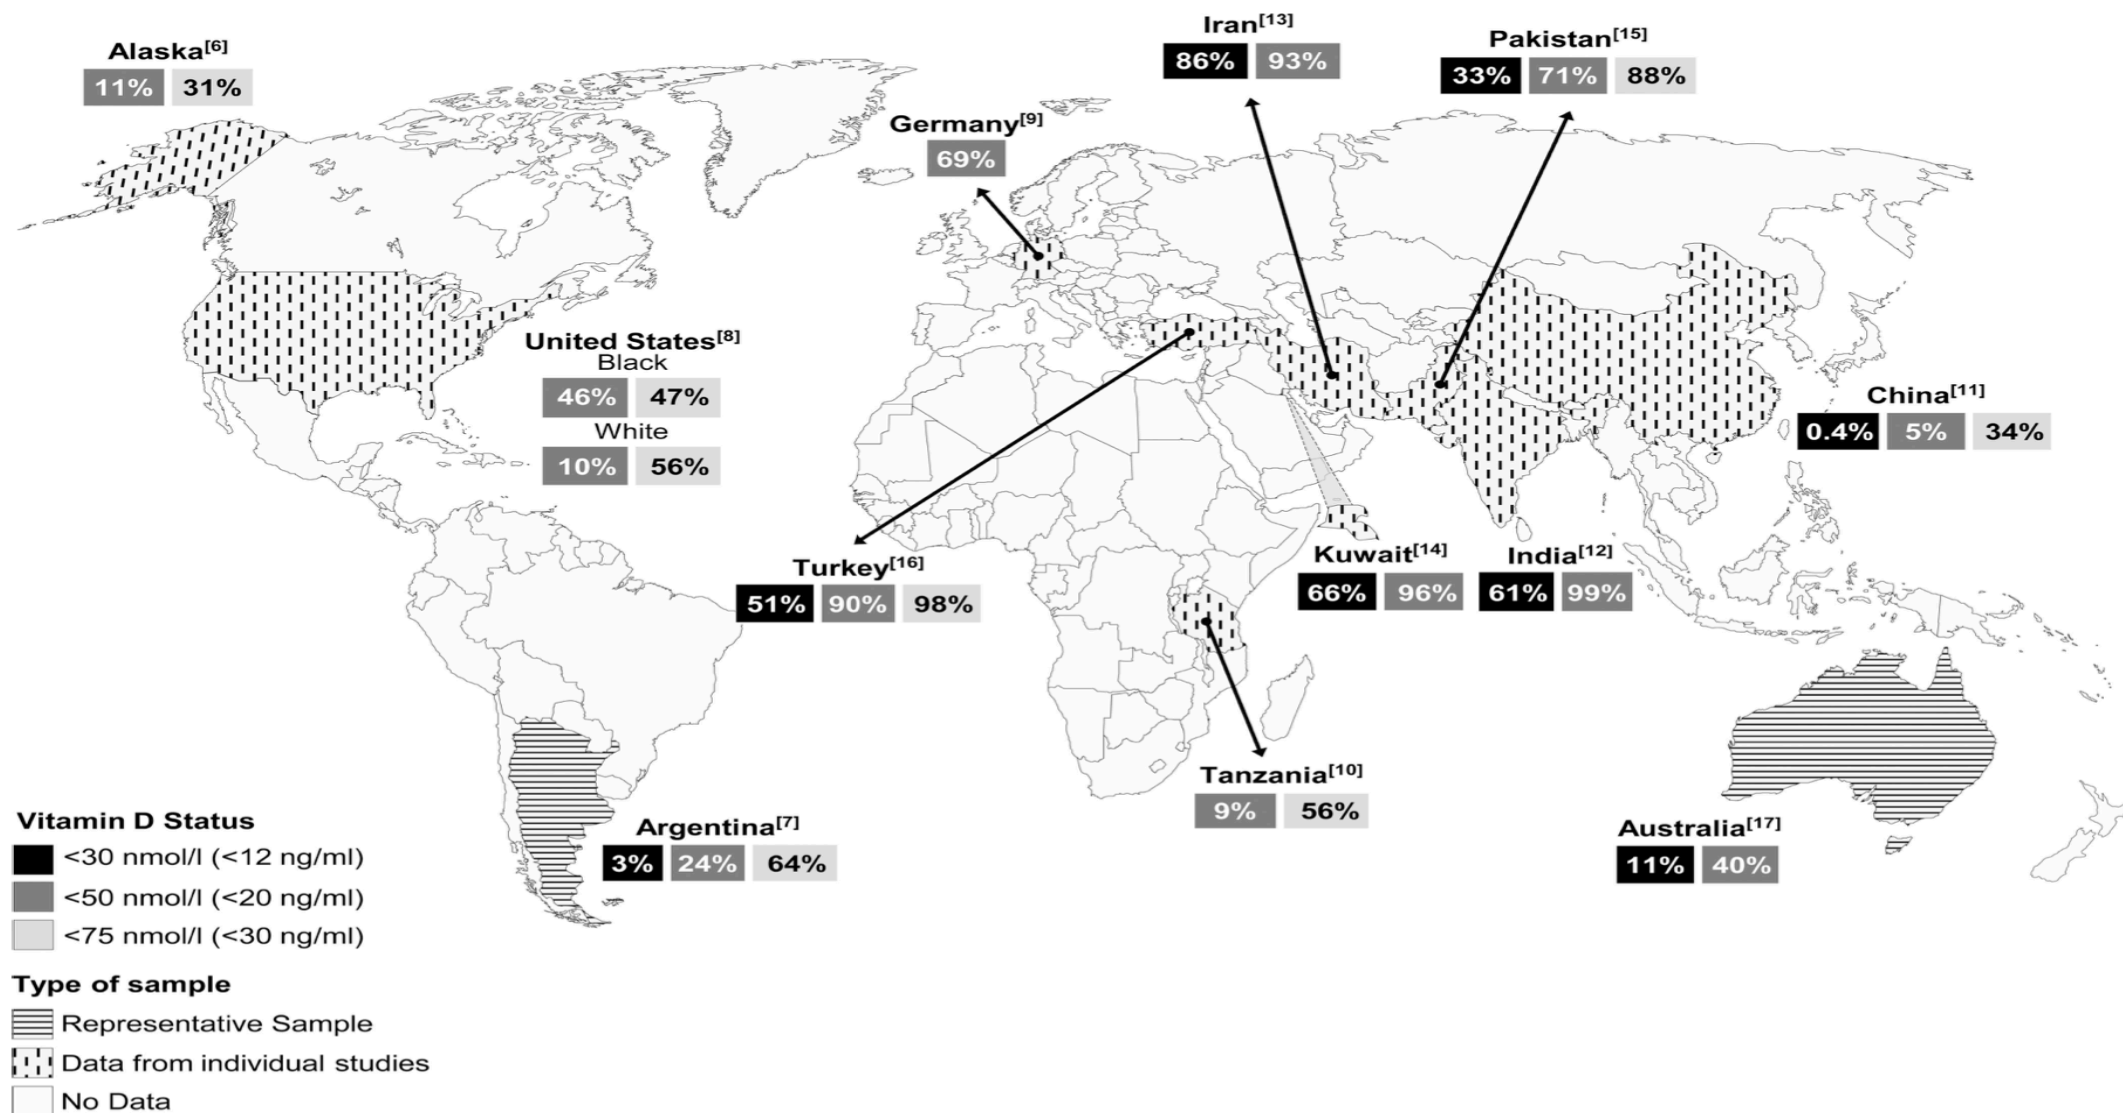 Alaska[6]
11% 31%
Iran[13]
86% 93%
Pakistan[15]
33% 71% 88%
Germany[9]
69%
United States[8]
Black
46% 47%
White
10% 56%
China[11]
0.4% 5% 34%
Turkey[16]
51% 90% 98%
Kuwait[14]
66% 96%
India[12]
61% 99%
Tanzania[10]
9% 56%
Argentina[7]
3% 24% 64%
Australia[17]
11% 40%
Vitamin D Status
<30 nmol/l (<12 ng/ml)
<50 nmol/l (<20 ng/ml)
<75 nmol/l (<30 ng/ml)
Type of sample
Representative Sample
Data from individual studies
No Data